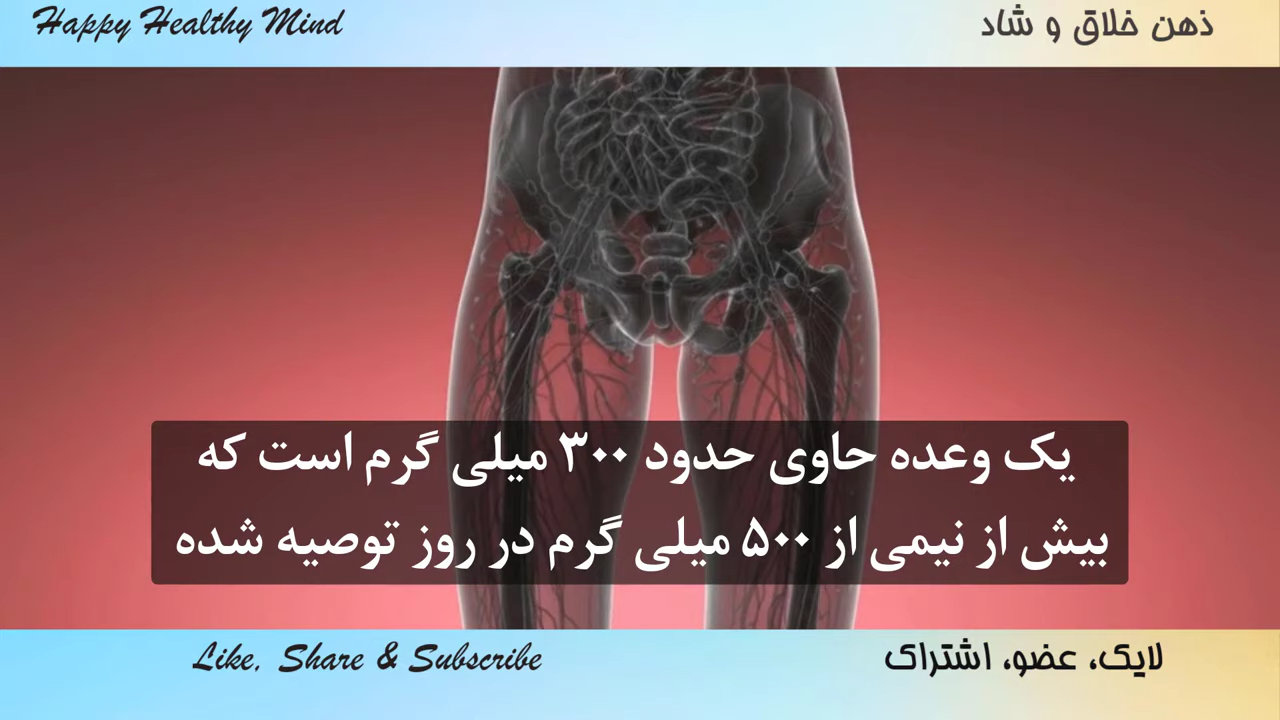 Happy Healthy Mind
ذهن خلاق و شاد
یک وعده حاوی حدود ۳۰۰ میلی گرم است که
بیش از نیمی از ۵۰۰ میلی گرم در روز توصیه شده
Like, Share & Subscribe
لایک، عضو، اشتراک